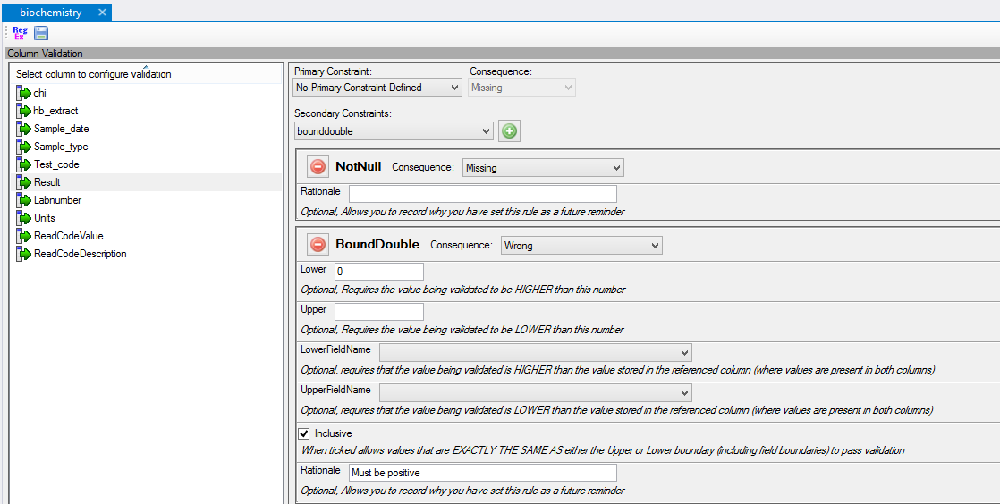 biochemistry
Reg
Ex
Column Validation
Select column to configure validation
chi
hb_extract
Sample_date
Sample_type
Test_code
Result
Labnumber
Units
ReadCodeValue
ReadCodeDescription
Primary Constraint: Consequence:
No Primary Constraint Defined Missing
Secondary Constraints:
bounddouble
NotNull Consequence: Missing
Rationale
Optional, Allows you to record why you have set this rule as a future reminder
BoundDouble Consequence: Wrong
Lower 0
Optional, Requires the value being validated to be HIGHER than this number
Upper
Optional, Requires the value being validated to be LOWER than this number
LowerFieldName
Optional, requires that the value being validated is HIGHER than the value stored in the referenced column (where values are present in both columns)
UpperFieldName
Optional, requires that the value being validated is LOWER than the value stored in the referenced column (where values are present in both columns)
Inclusive
When ticked allows values that are EXACTLY THE SAME AS either the Upper or Lower boundary (including field boundaries) to pass validation
Rationale Must be positive
Optional, Allows you to record why you have set this rule as a future reminder